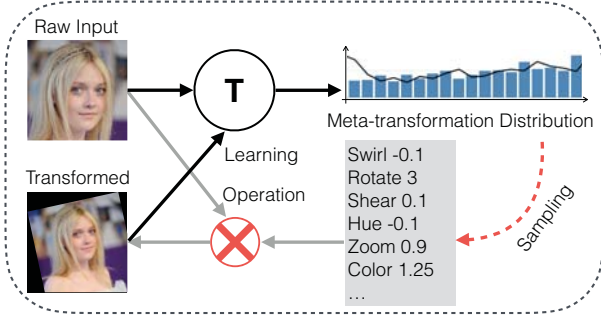 Raw Input
T
Meta-transformation Distribution
Learning
Transformed
Operation
Swirl -0.1
Rotate 3
Shear 0.1
Hue -0.1
Zoom 0.9
Color 1.25
…
Sampling